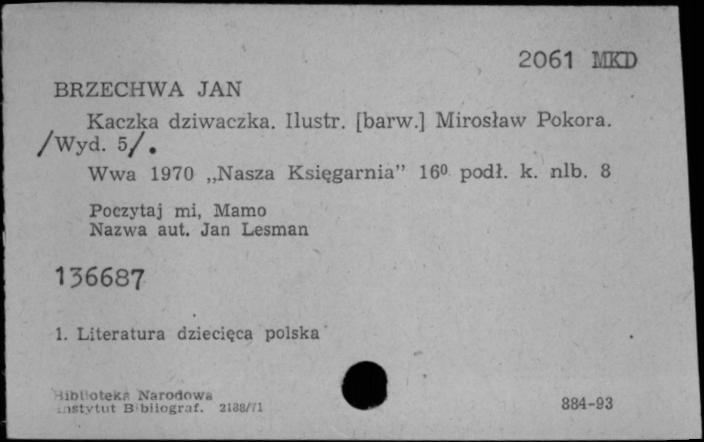 2061 MKD
BRZECHWA JAN
Kaczka dziwaczka. Ilustr. [barw.] Mirosław Pokora.
/Wyd. 5/.
Wwa 1970 „Nasza Księgarnia” 16⁰ podł. k. nlb. 8
Poczytaj mi, Mamo
Nazwa aut. Jan Lesman
136687
1. Literatura dziecięca polska
Biblioteka Narodowa
Instytut Bibliograf. 2188/71
884-93